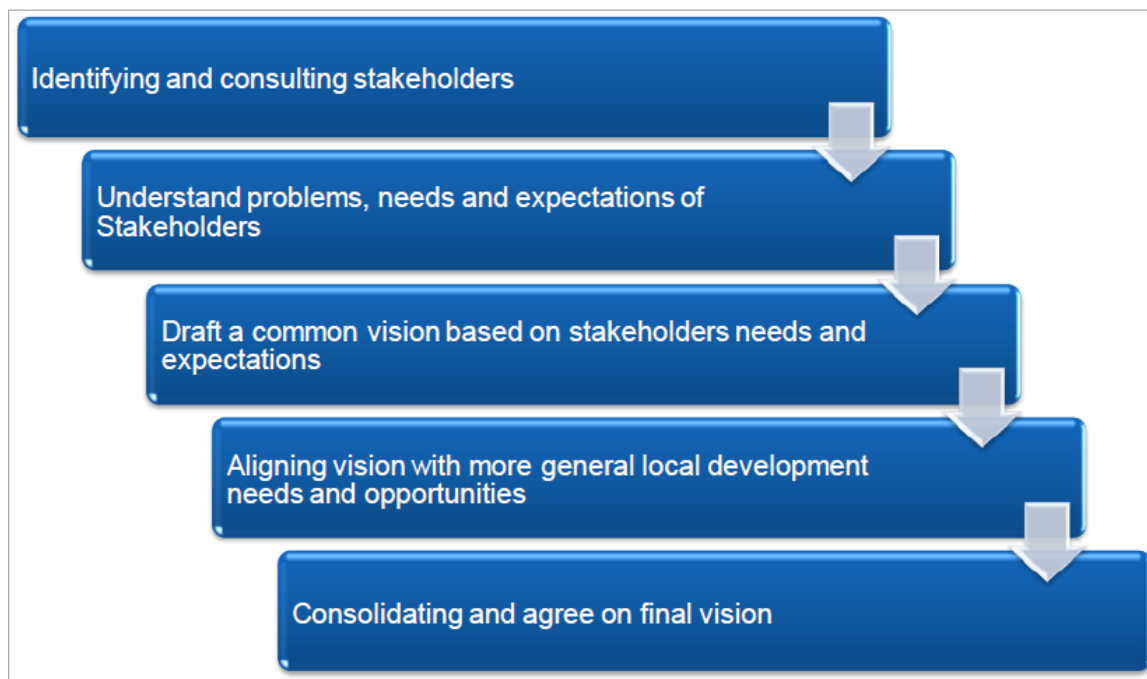 Identifying and consulting stakeholders
Understand problems, needs and expectations of
Stakeholders
Draft a common vision based on stakeholders needs and
expectations
Aligning vision with more general local development
needs and opportunities
Consolidating and agree on final vision